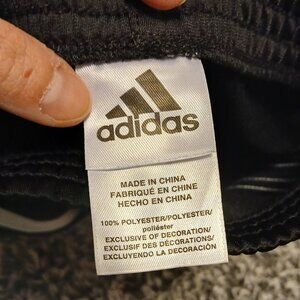 adidas
MADE IN CHINA
FABRIQUÉ EN CHINE
HECHO EN CHINA
100% POLYESTER/POLYESTER/
poliéster
EXCLUSIVE OF DECORATION/
EXCLUSIF DES DÉCORATIONS/
EXCLUYENDO LA DECORACIÓN